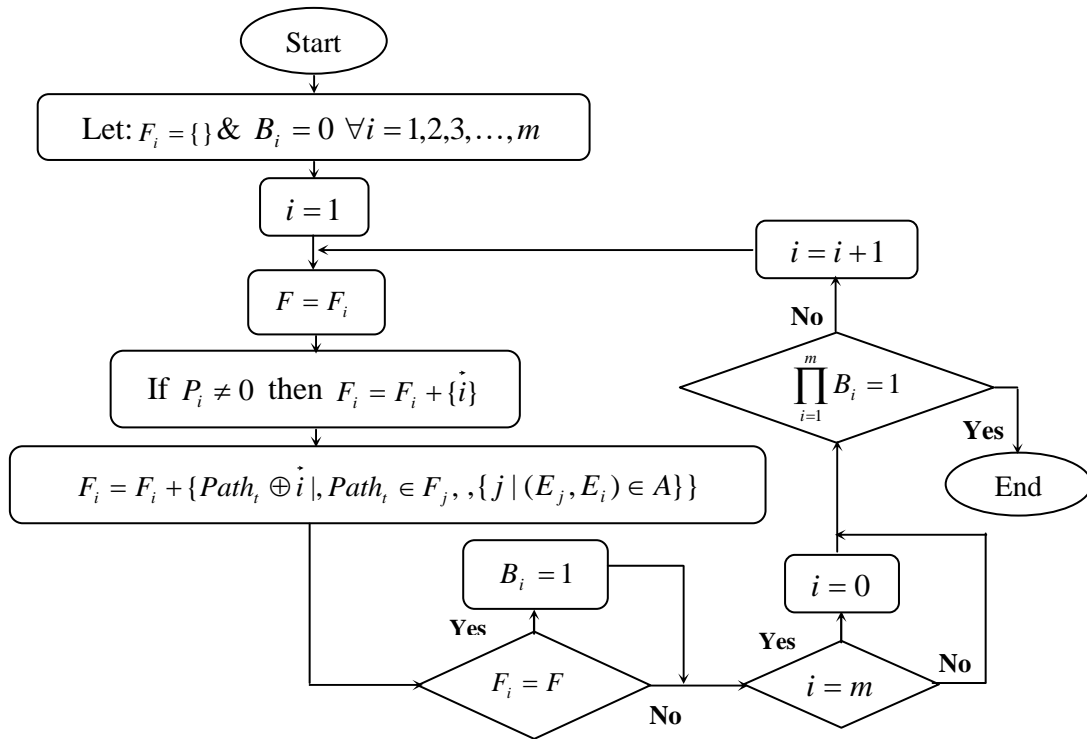 Start
Let: F_i = {} & B_i = 0 ∀i = 1,2,3,…,m
i = 1
i = i + 1
F = F_i
No
If P_i ≠ 0 then F_i = F_i + {i}
∏_{i=1}^{m} B_i = 1
Yes
F_i = F_i + {Path_t ⊕ i |, Path_t ∈ F_j, ,{j | (E_j, E_i) ∈ A}}
End
B_i = 1
i = 0
Yes
Yes
No
F_i = F
i = m
No